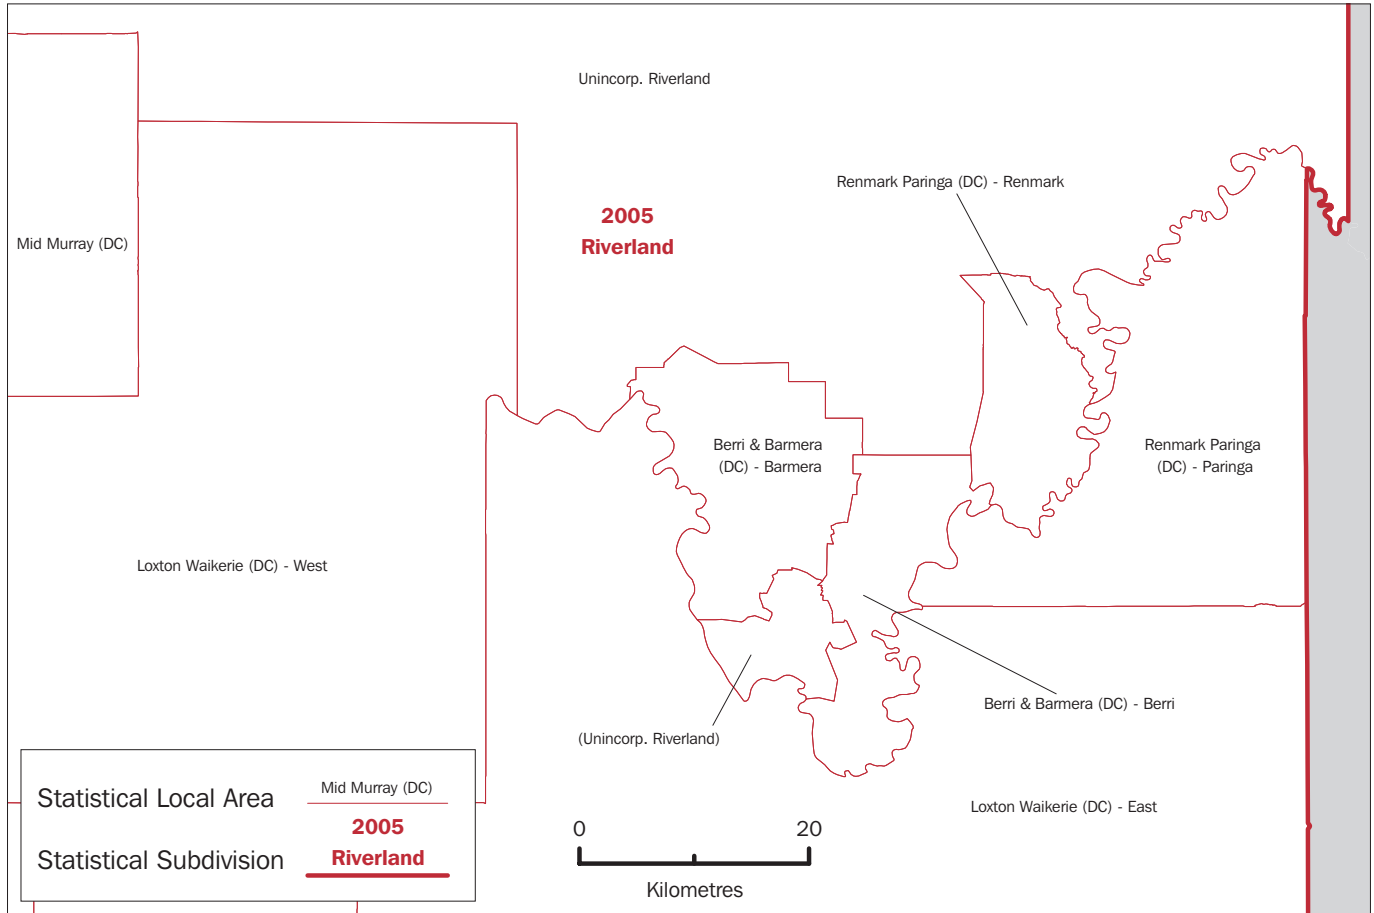 Unincorp. Riverland
Renmark Paringa (DC) - Renmark
2005
Riverland
Mid Murray (DC)
Berri & Barmera
(DC) - Barmera
Renmark Paringa
(DC) - Paringa
Loxton Waikerie (DC) - West
Berri & Barmera (DC) - Berri
(Unincorp. Riverland)
Loxton Waikerie (DC) - East
Statistical Local Area
Mid Murray (DC)
2005
Riverland
Statistical Subdivision
0 20
Kilometres